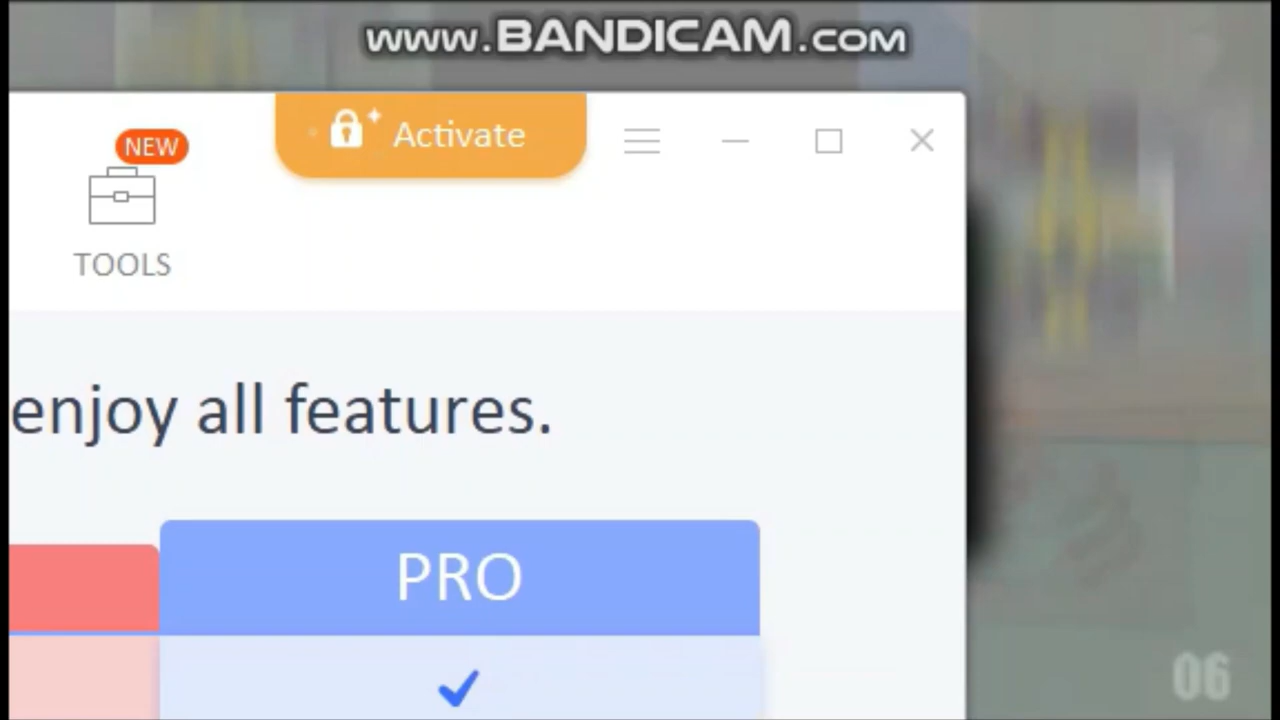 www.BANDICAM.com
NEW
Activate
TOOLS
enjoy all features.
PRO
06